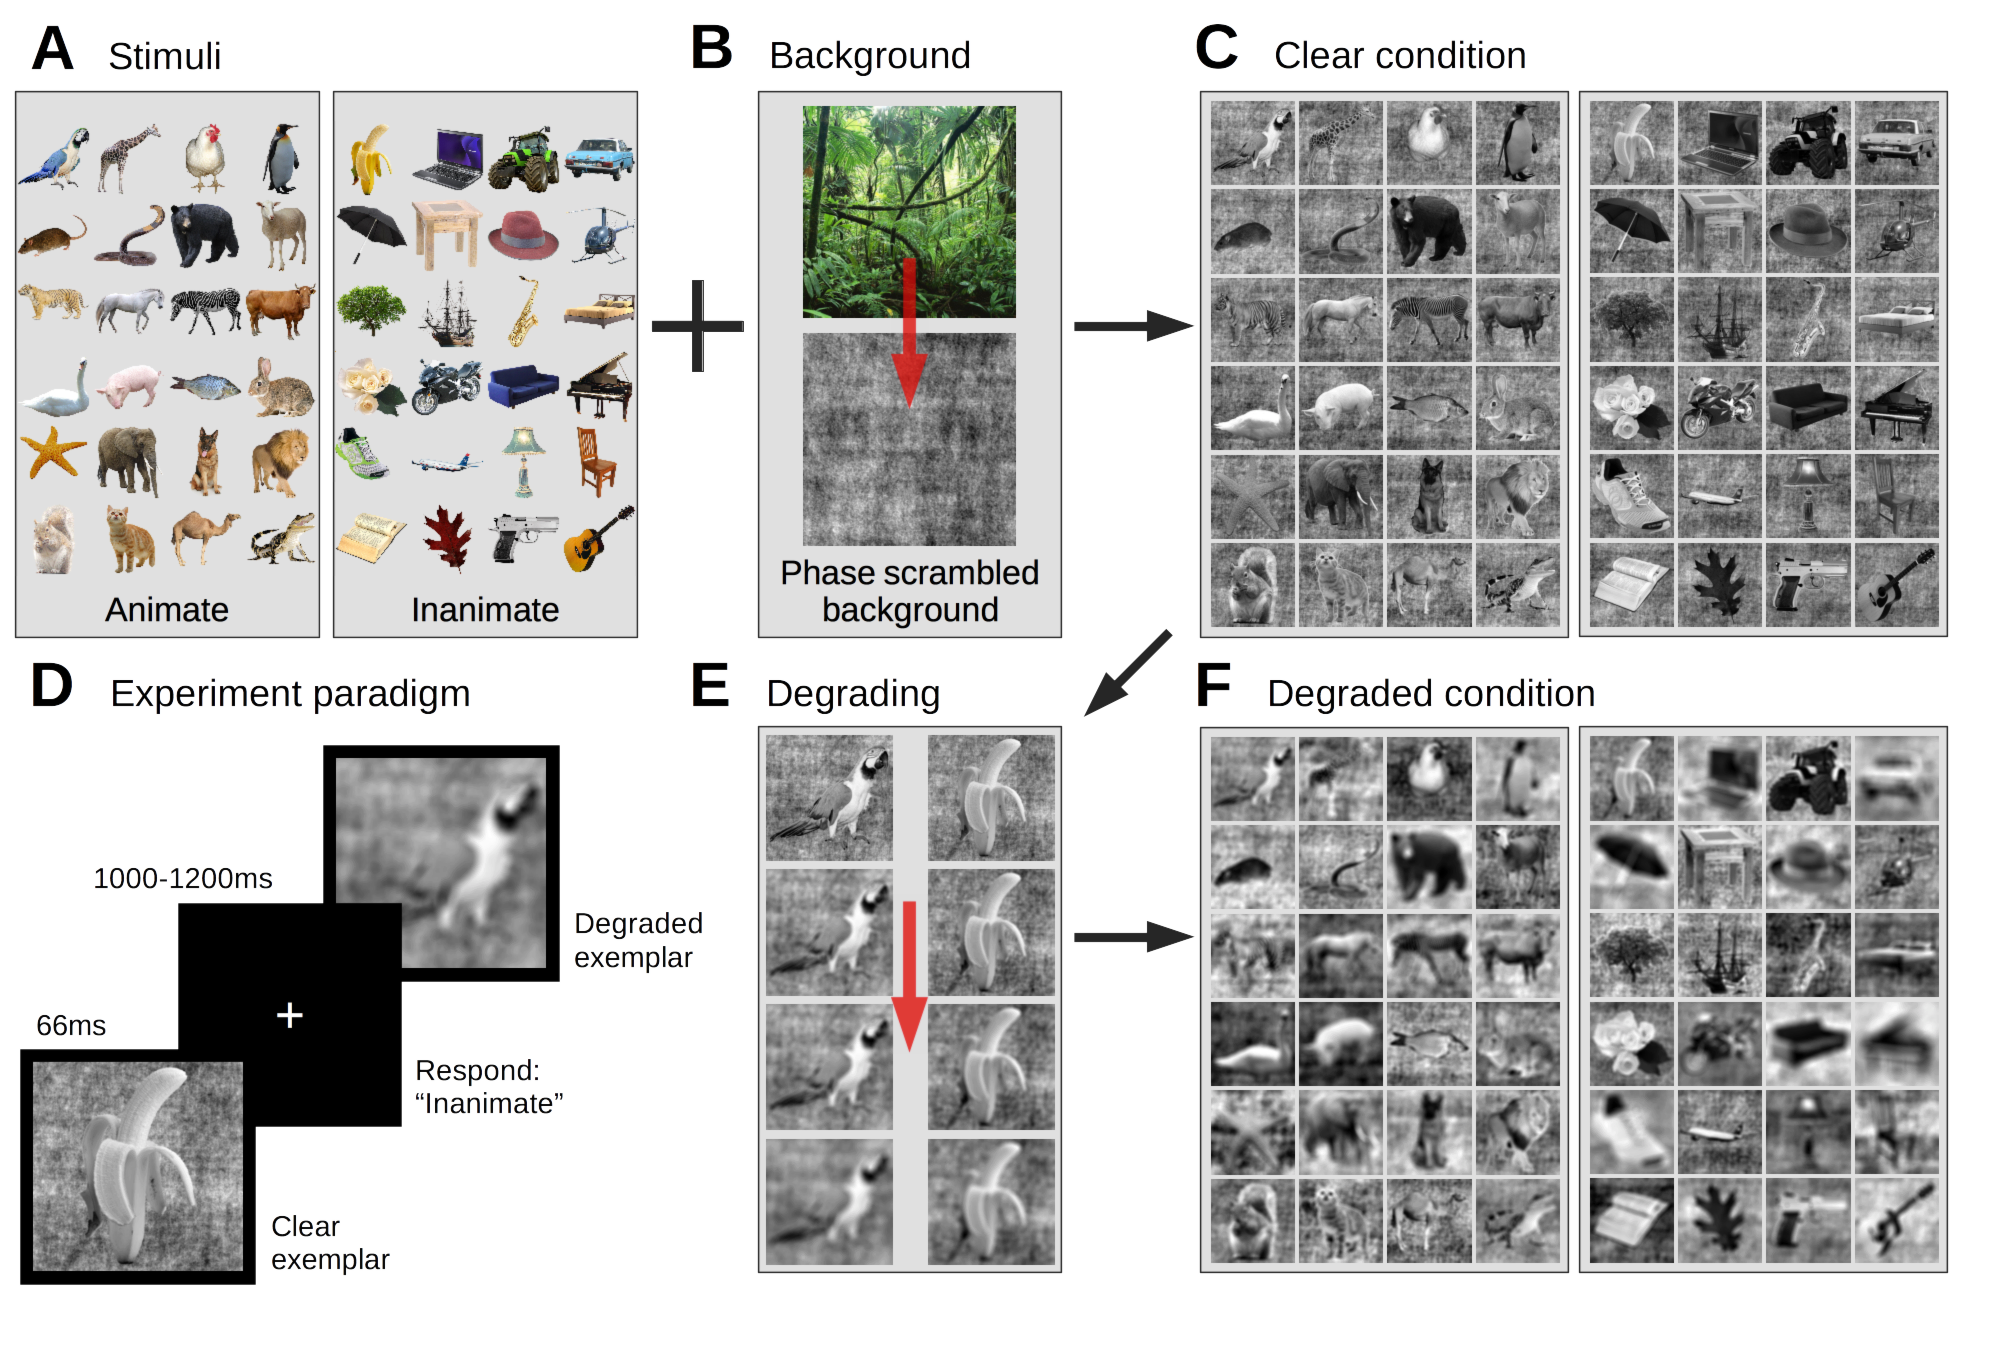 A Stimuli
Animate
Inanimate
B Background
Phase scrambled
background
C Clear condition
D Experiment paradigm
1000-1200ms
66ms
Degraded
exemplar
Respond:
“Inanimate”
Clear
exemplar
E Degrading
F Degraded condition